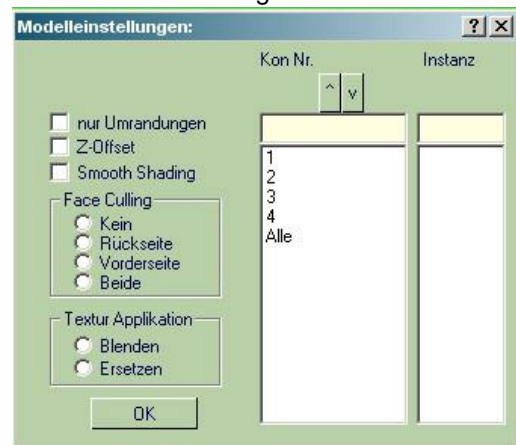 Modelleinstellungen:
Kon Nr. Instanz
^ v
nur Umrandungen
Z-Offset
Smooth Shading
Face Culling
Kein
Rückseite
Vorderseite
Beide
Textur Applikation
Blenden
Ersetzen
OK
1
2
3
4
Alle